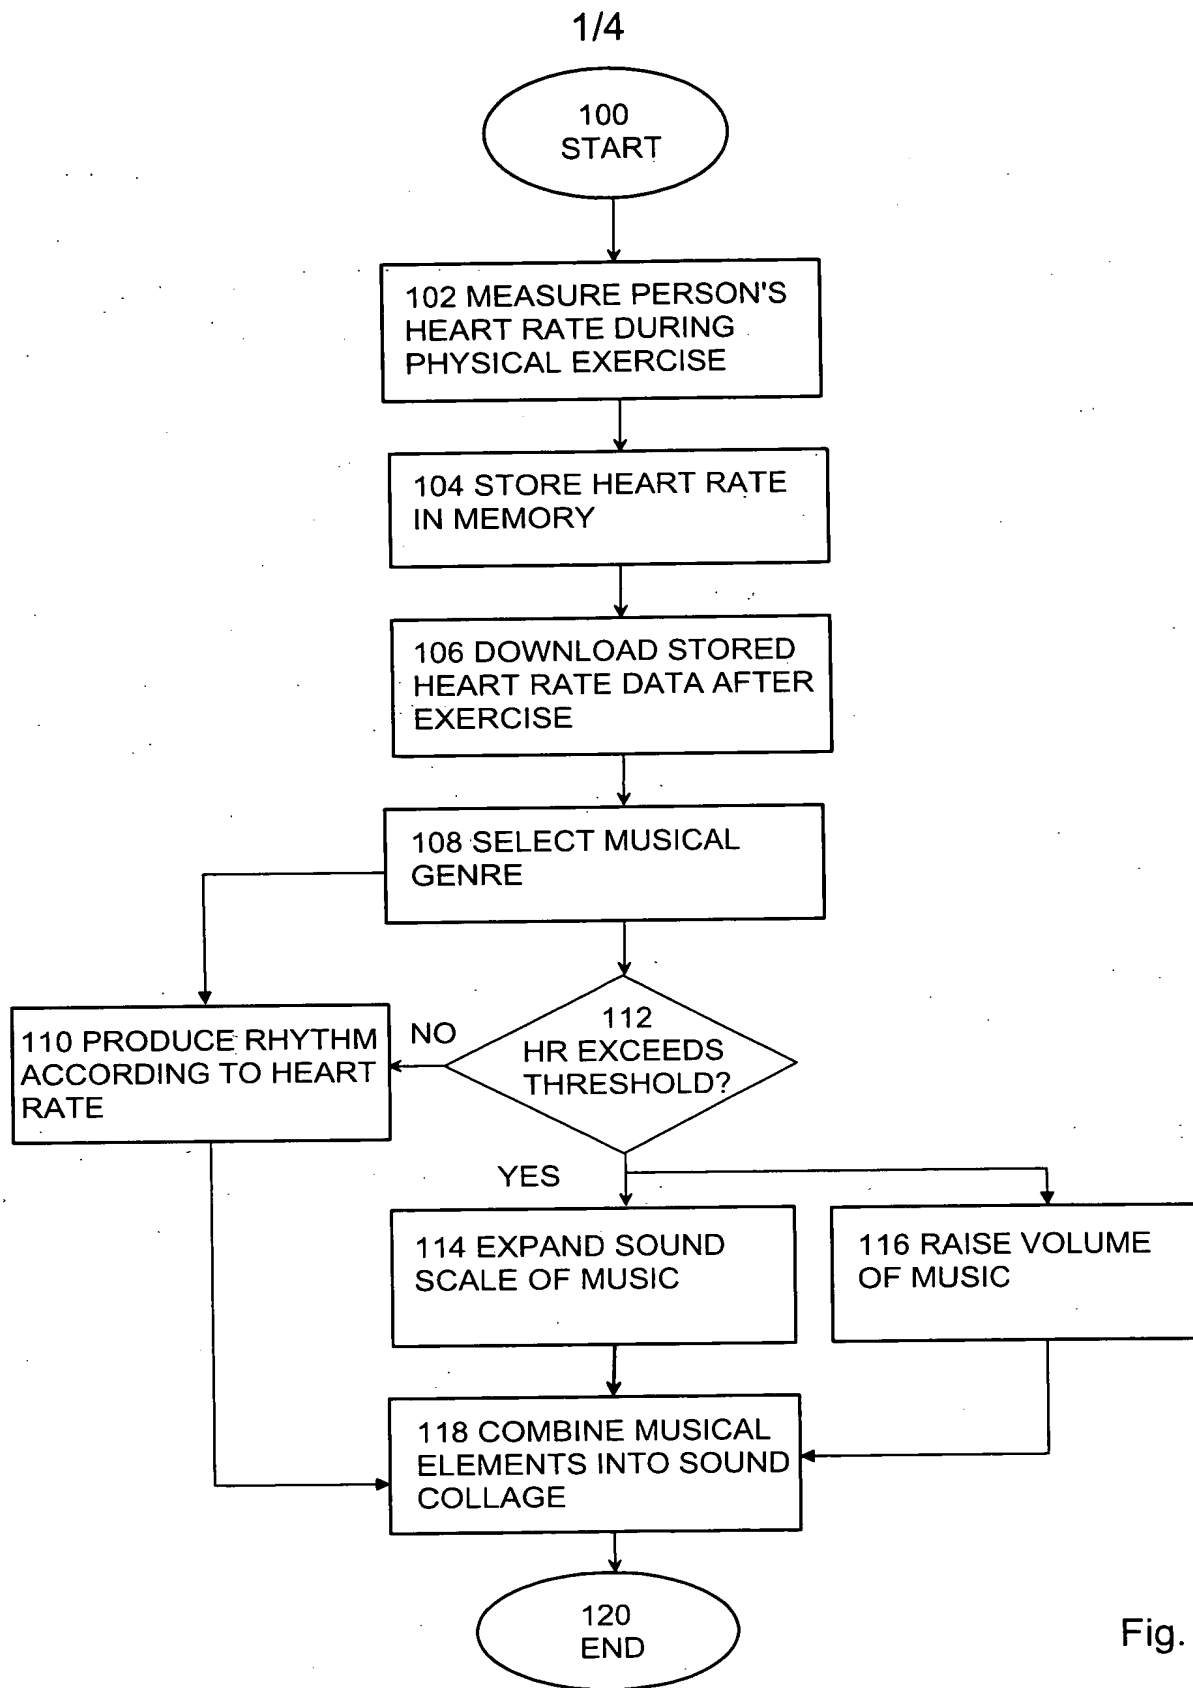 1/4
100
START
102 MEASURE PERSON'S
HEART RATE DURING
PHYSICAL EXERCISE
104 STORE HEART RATE
IN MEMORY
106 DOWNLOAD STORED
HEART RATE DATA AFTER
EXERCISE
108 SELECT MUSICAL
GENRE
110 PRODUCE RHYTHM
ACCORDING TO HEART
RATE
NO
112
HR EXCEEDS
THRESHOLD?
YES
114 EXPAND SOUND
SCALE OF MUSIC
116 RAISE VOLUME
OF MUSIC
118 COMBINE MUSICAL
ELEMENTS INTO SOUND
COLLAGE
120
END
Fig.